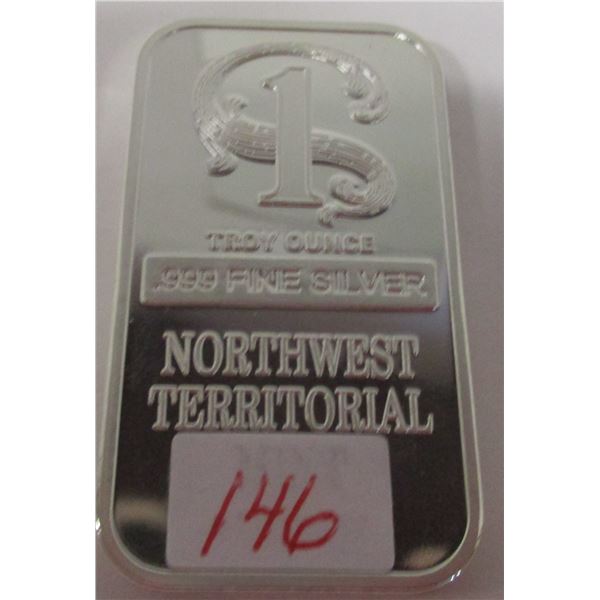 1
TROY OUNCE
.999 FINE SILVER
NORTHWEST
TERRITORIAL
146